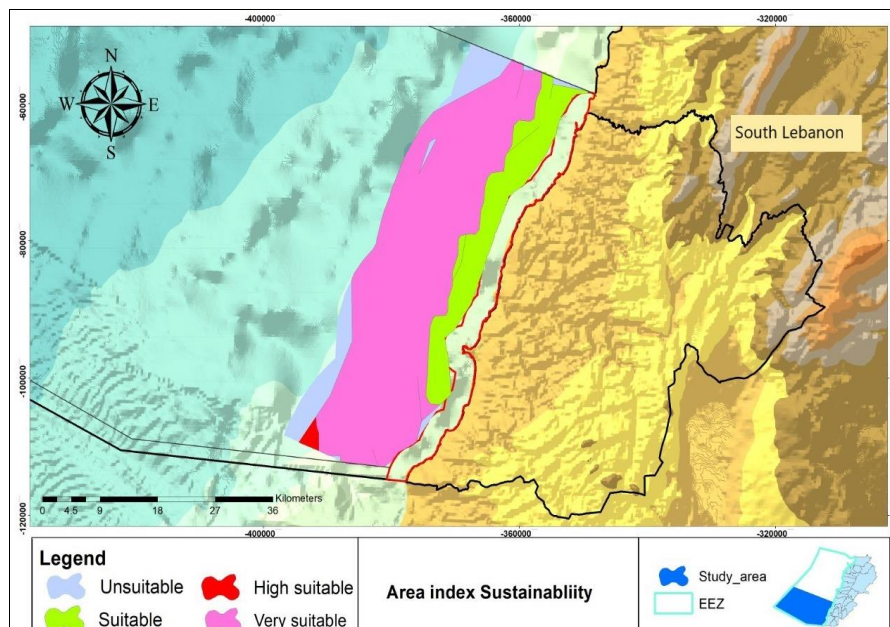 -400000 -360000 -320000
N
W E
S
South Lebanon
-60000
-80000
-100000
-120000
0 4.5 9 18 27 36
Kilometers
-400000 -360000 -320000
Legend
Unsuitable High suitable
Suitable Very suitable
Area index Sustainabliity
Study_area
EEZ